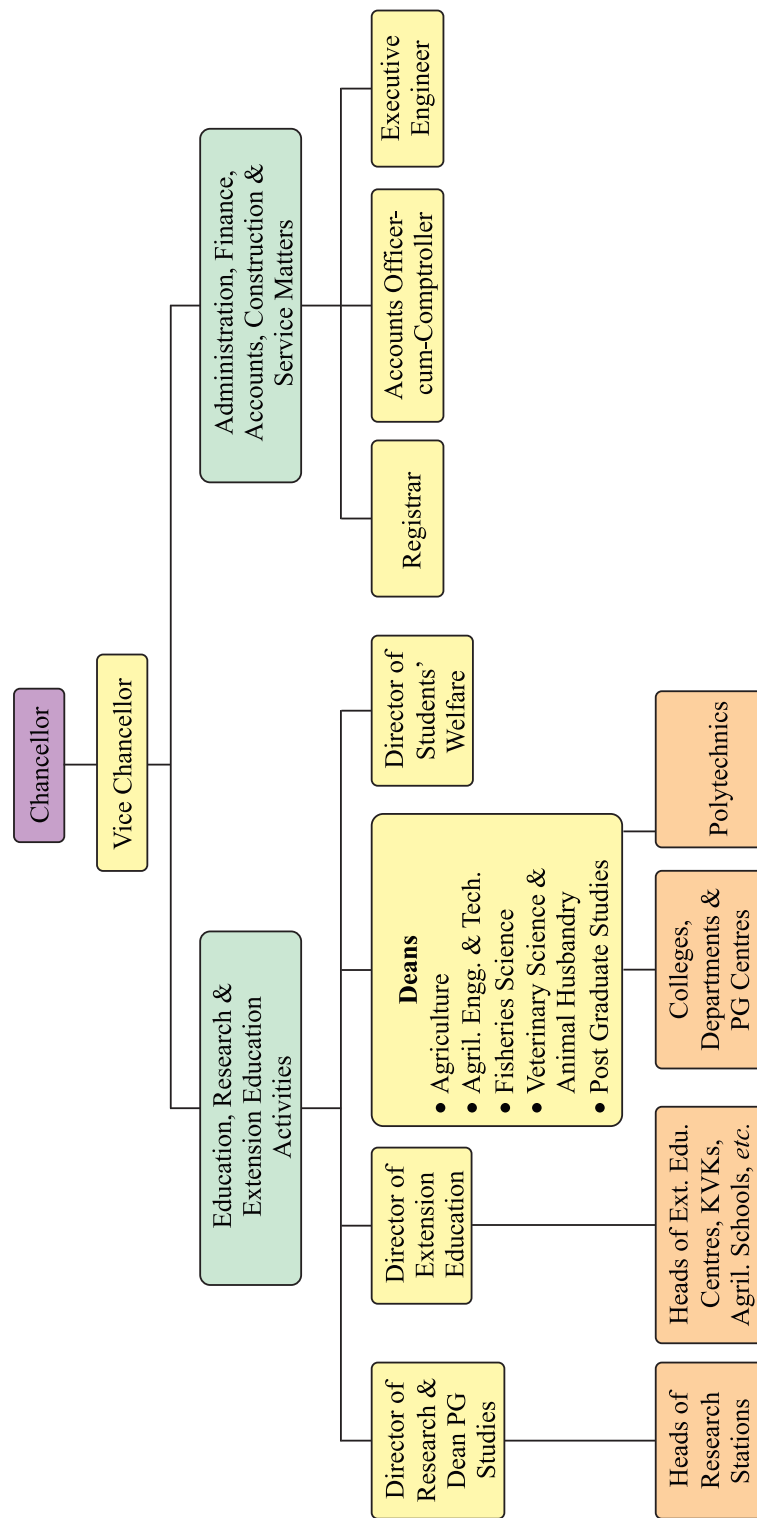 Chancellor
Vice Chancellor
Education, Research &
Extension Education
Activities
Administration, Finance,
Accounts, Construction &
Service Matters
Director of
Research &
Dean PG
Studies
Director of
Extension
Education
Deans
• Agriculture
• Agril. Engg. & Tech.
• Fisheries Science
• Veterinary Science &
Animal Husbandry
• Post Graduate Studies
Director of
Students’
Welfare
Registrar
Accounts Officer-
cum-Comptroller
Executive
Engineer
Heads of
Research
Stations
Heads of Ext. Edu.
Centres, KVKs,
Agril. Schools, etc.
Colleges,
Departments &
PG Centres
Polytechnics